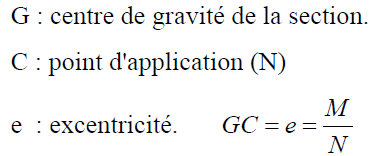 G : centre de gravité de la section.
C : point d'application (N)
e : excentricité. GC = e = M/N